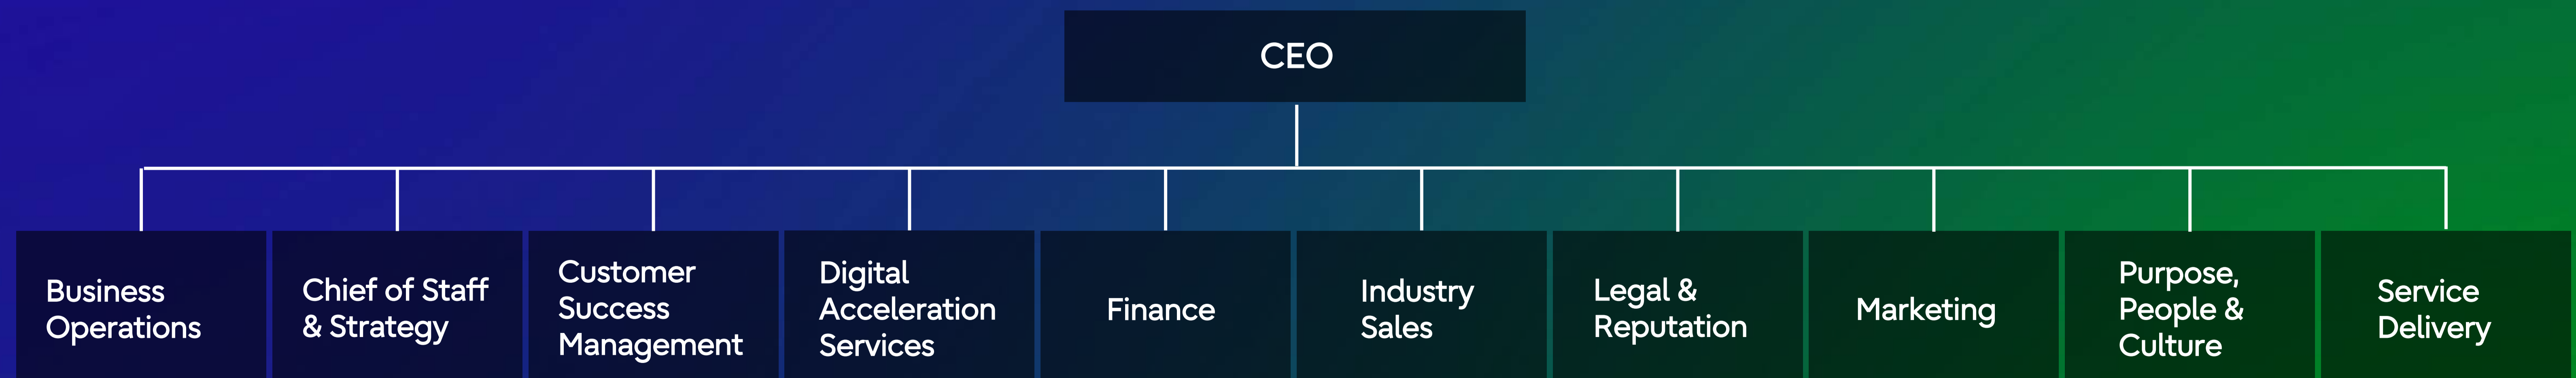 CEO
Business
Operations
Chief of Staff
& Strategy
Customer
Success
Management
Digital
Acceleration
Services
Finance
Industry
Sales
Legal &
Reputation
Marketing
Purpose,
People &
Culture
Service
Delivery